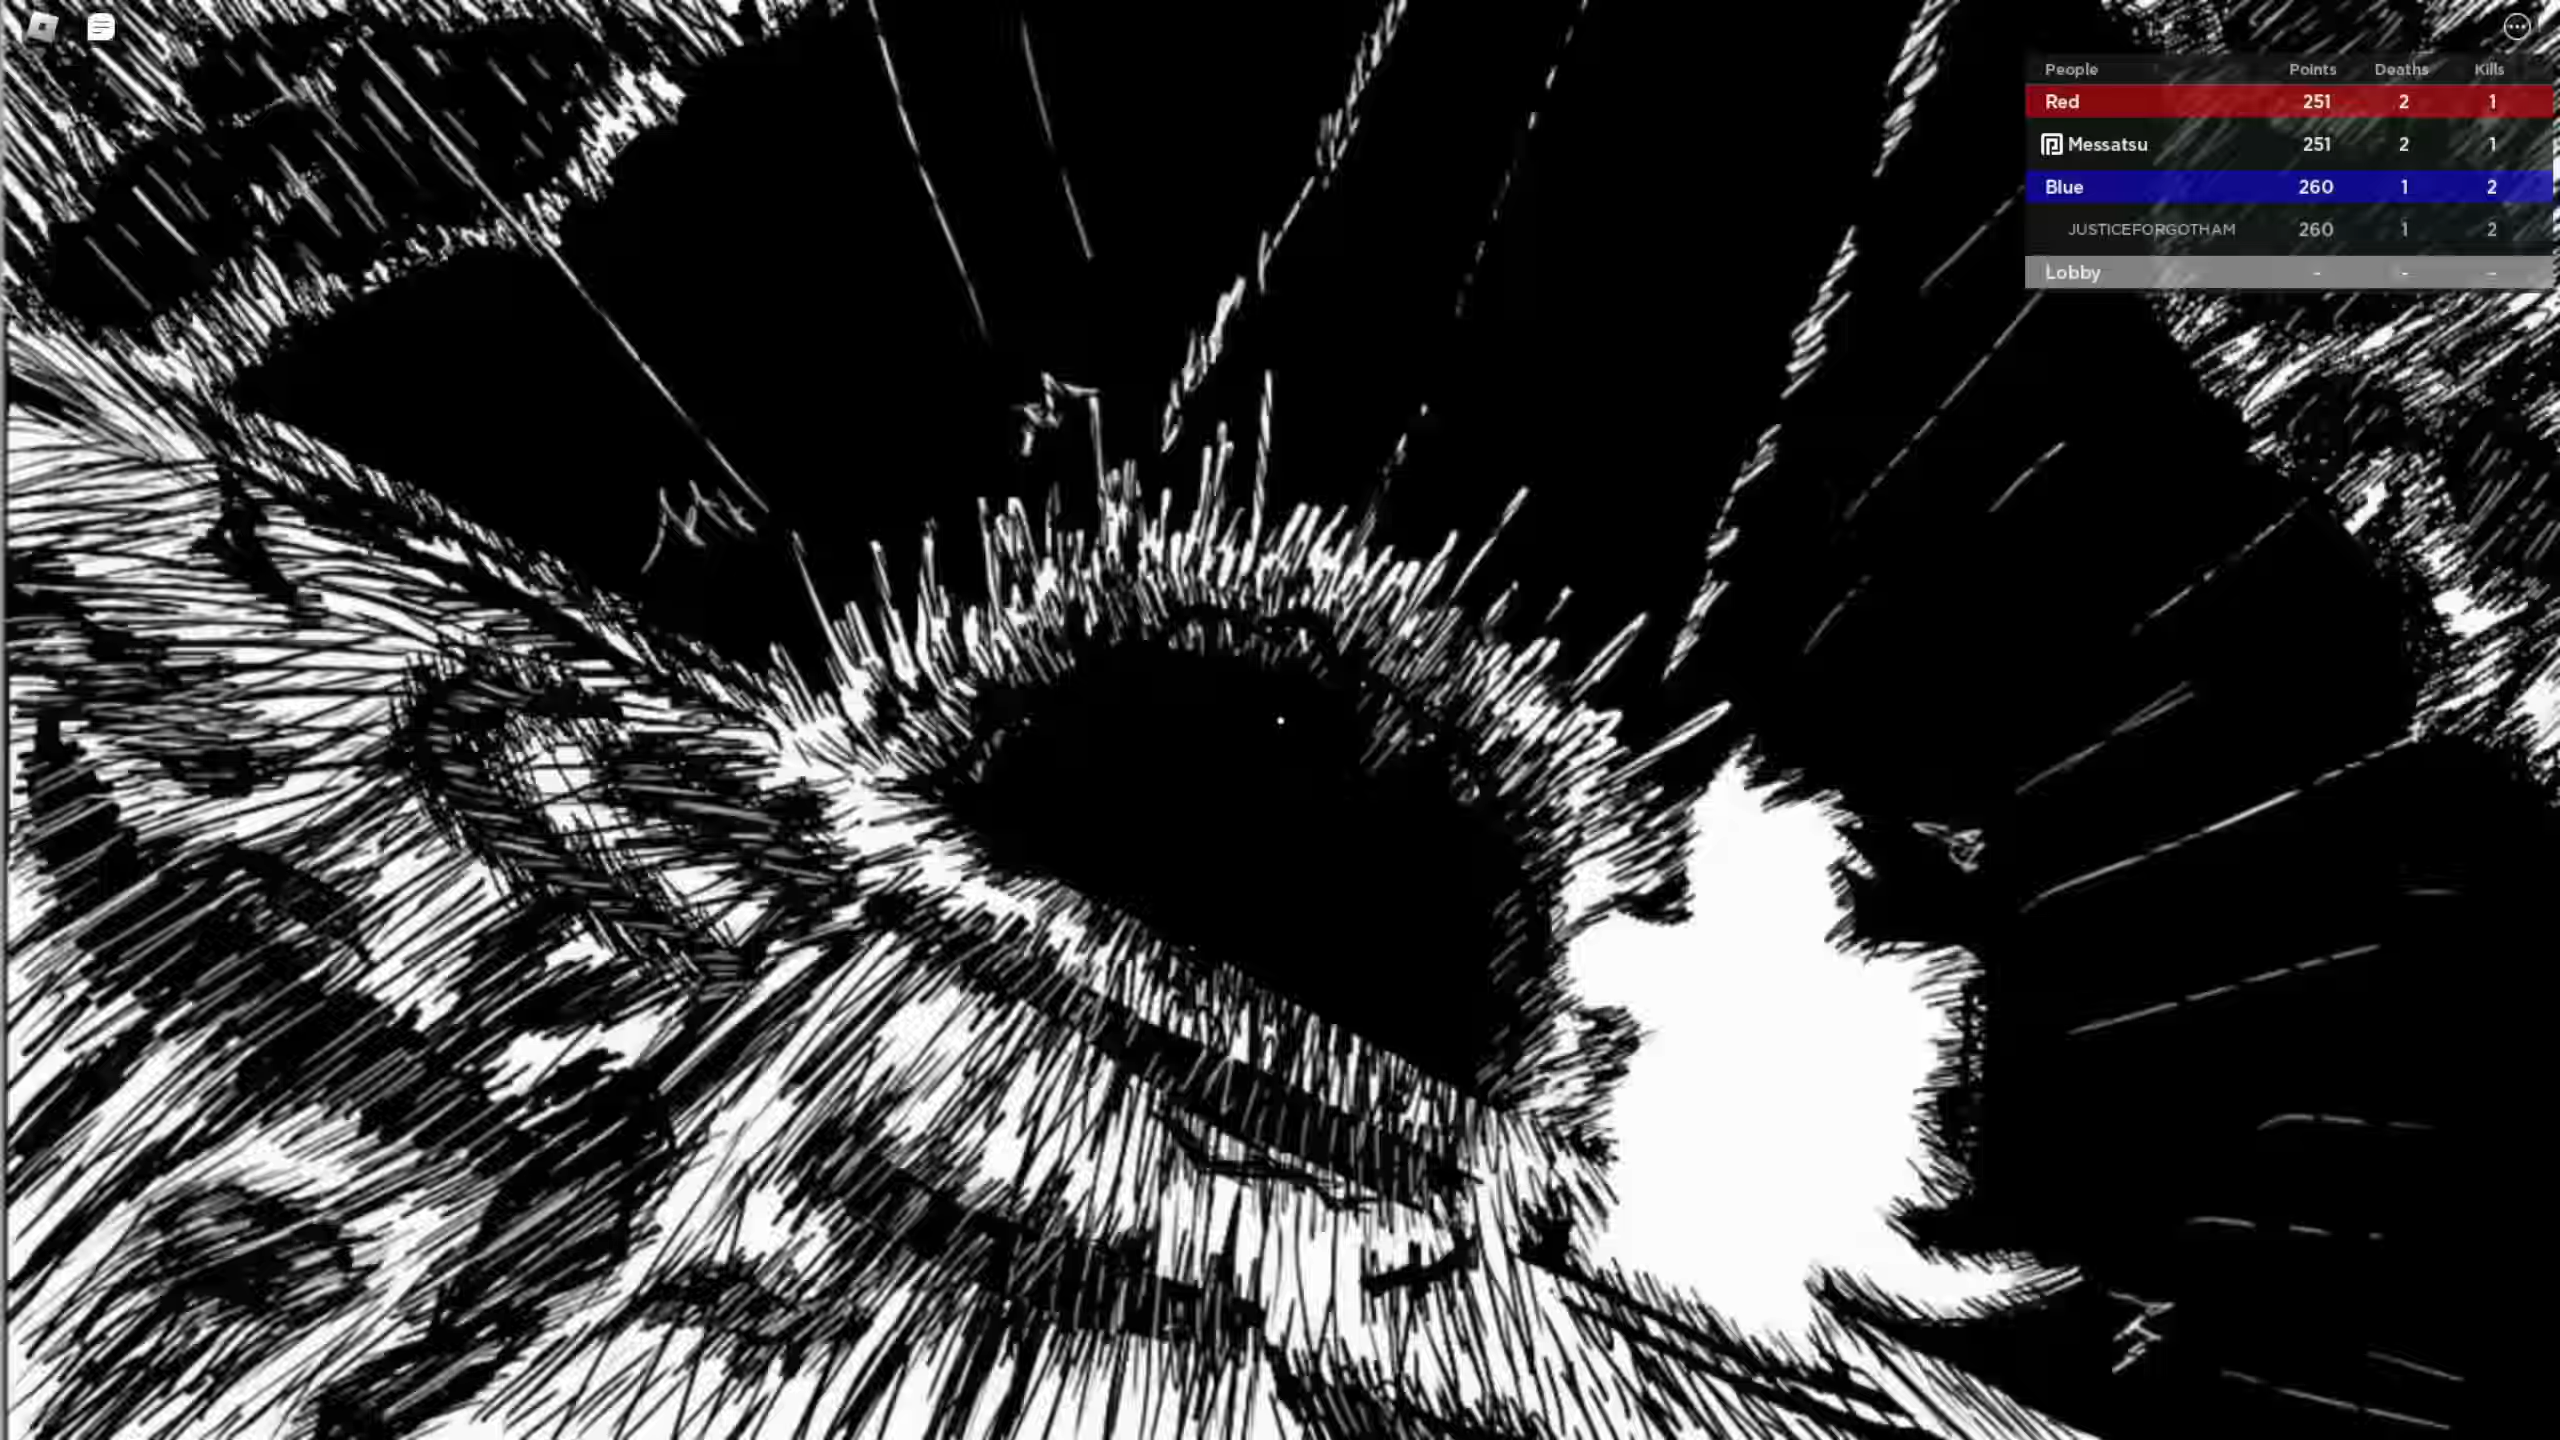 People Points Deaths Kills
Red 251 2 1
Messatsu 251 2 1
Blue 260 1 2
JUSTICEFORGOTHAM 260 1 2
Lobby - - -